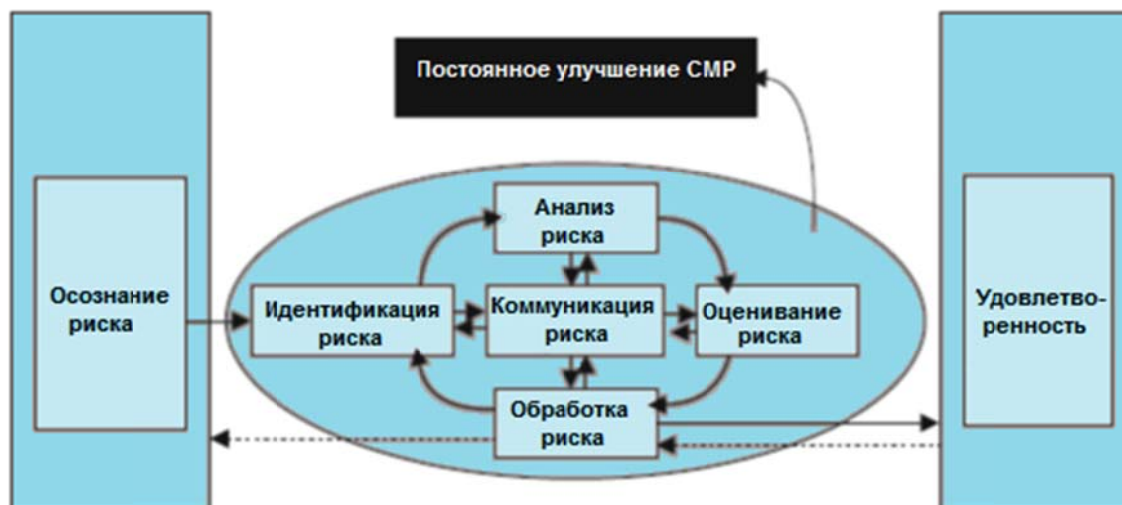 Постоянное улучшение СМР
Анализ
риска
Осознание
риска
Идентификация
риска
Коммуникация
риска
Оценивание
риска
Удовлетво-
ренность
Обработка
риска